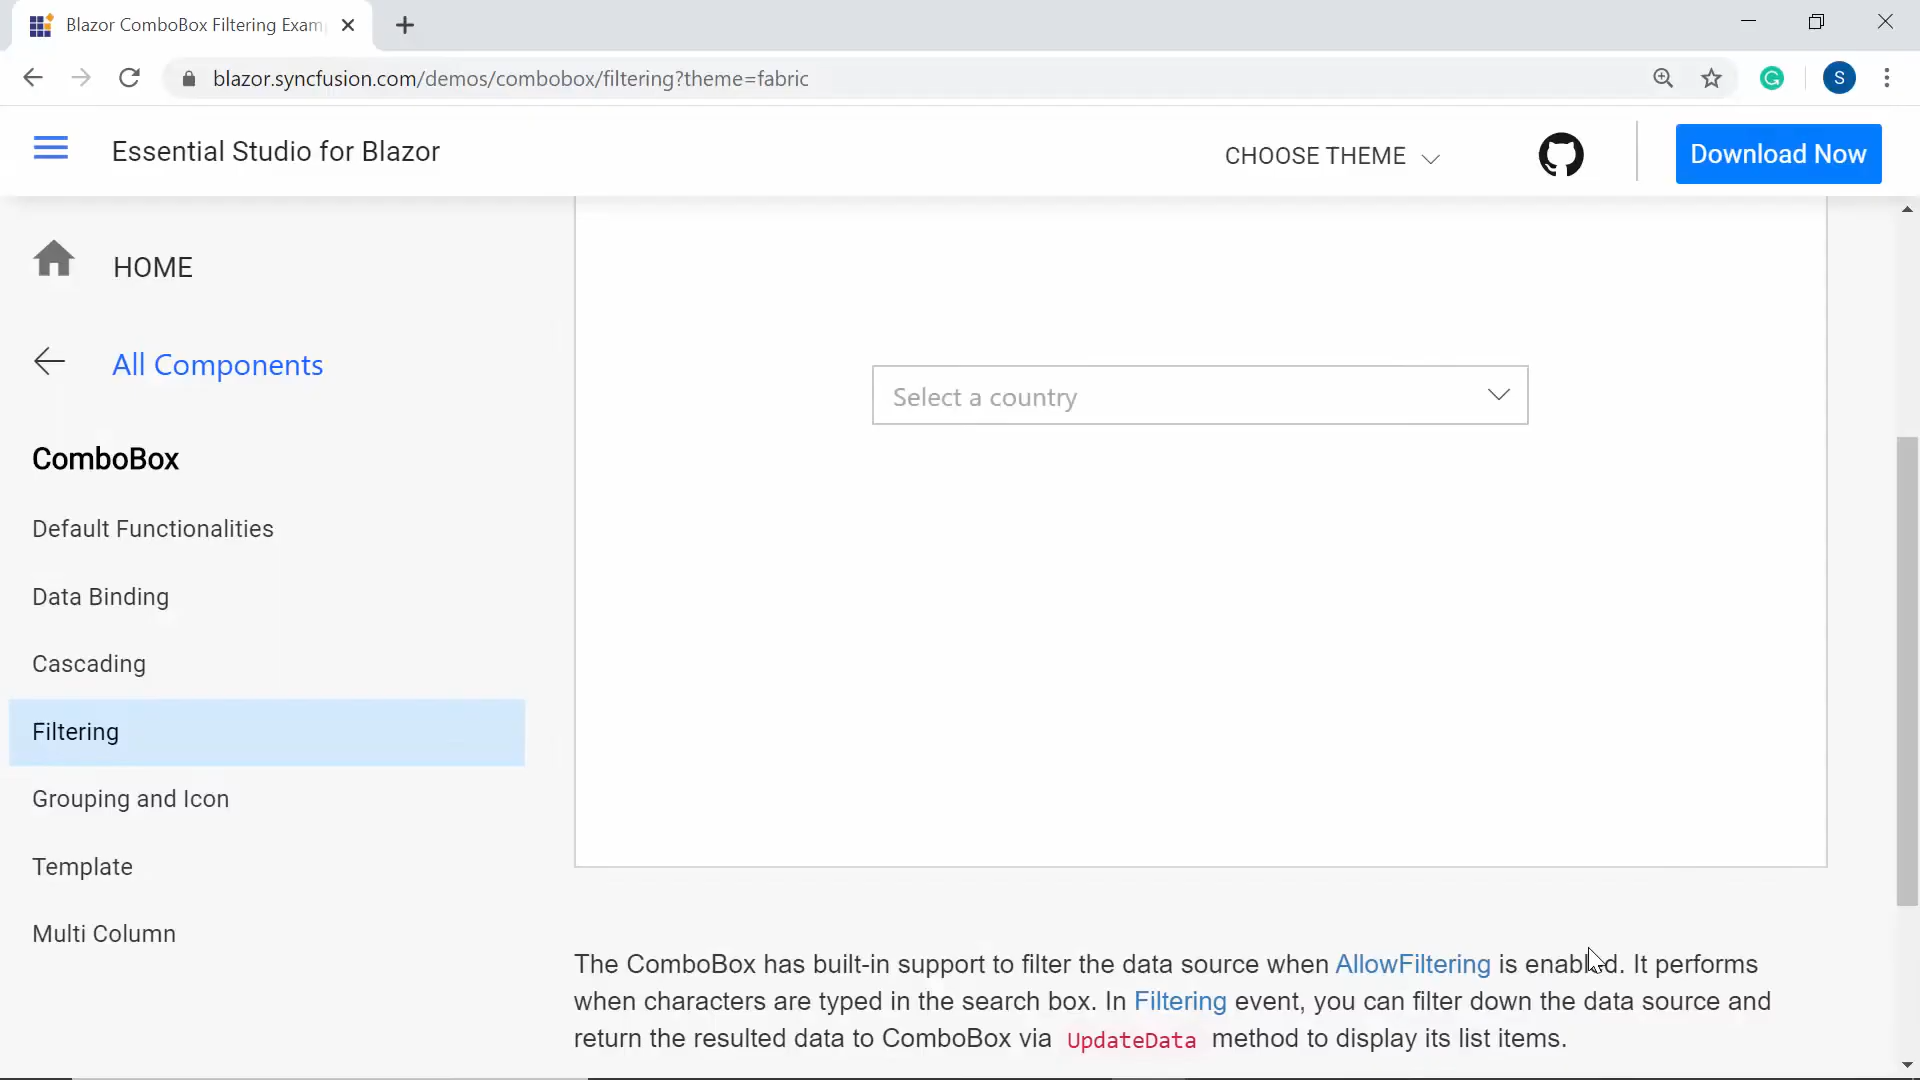 Blazor ComboBox Filtering Exam
blazor.syncfusion.com/demos/combobox/filtering?theme=fabric
S
Essential Studio for Blazor
CHOOSE THEME
Download Now
HOME
All Components
ComboBox
Default Functionalities
Data Binding
Cascading
Filtering
Grouping and Icon
Template
Multi Column
Select a country
The ComboBox has built-in support to filter the data source when AllowFiltering is enabled. It performs
when characters are typed in the search box. In Filtering event, you can filter down the data source and
return the resulted data to ComboBox via UpdateData method to display its list items.